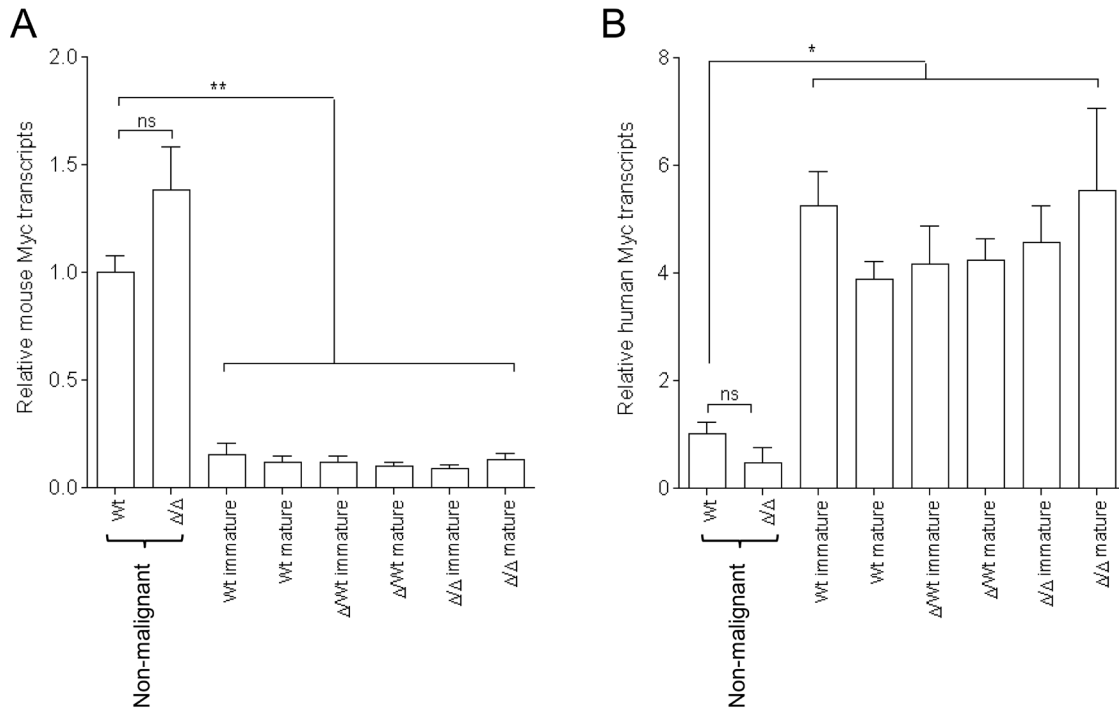 A
Relative mouse Myc transcripts
2.0
1.5
1.0
0.5
0.0
**
ns
Wt
Δ/Δ
Wt immature
Wt mature
Δ/Wt immature
Δ/Wt mature
Δ/Δ immature
Δ/Δ mature
Non-malignant
B
Relative human Myc transcripts
8
6
4
2
0
*
ns
Wt
Δ/Δ
Wt immature
Wt mature
Δ/Wt immature
Δ/Wt mature
Δ/Δ immature
Δ/Δ mature
Non-malignant